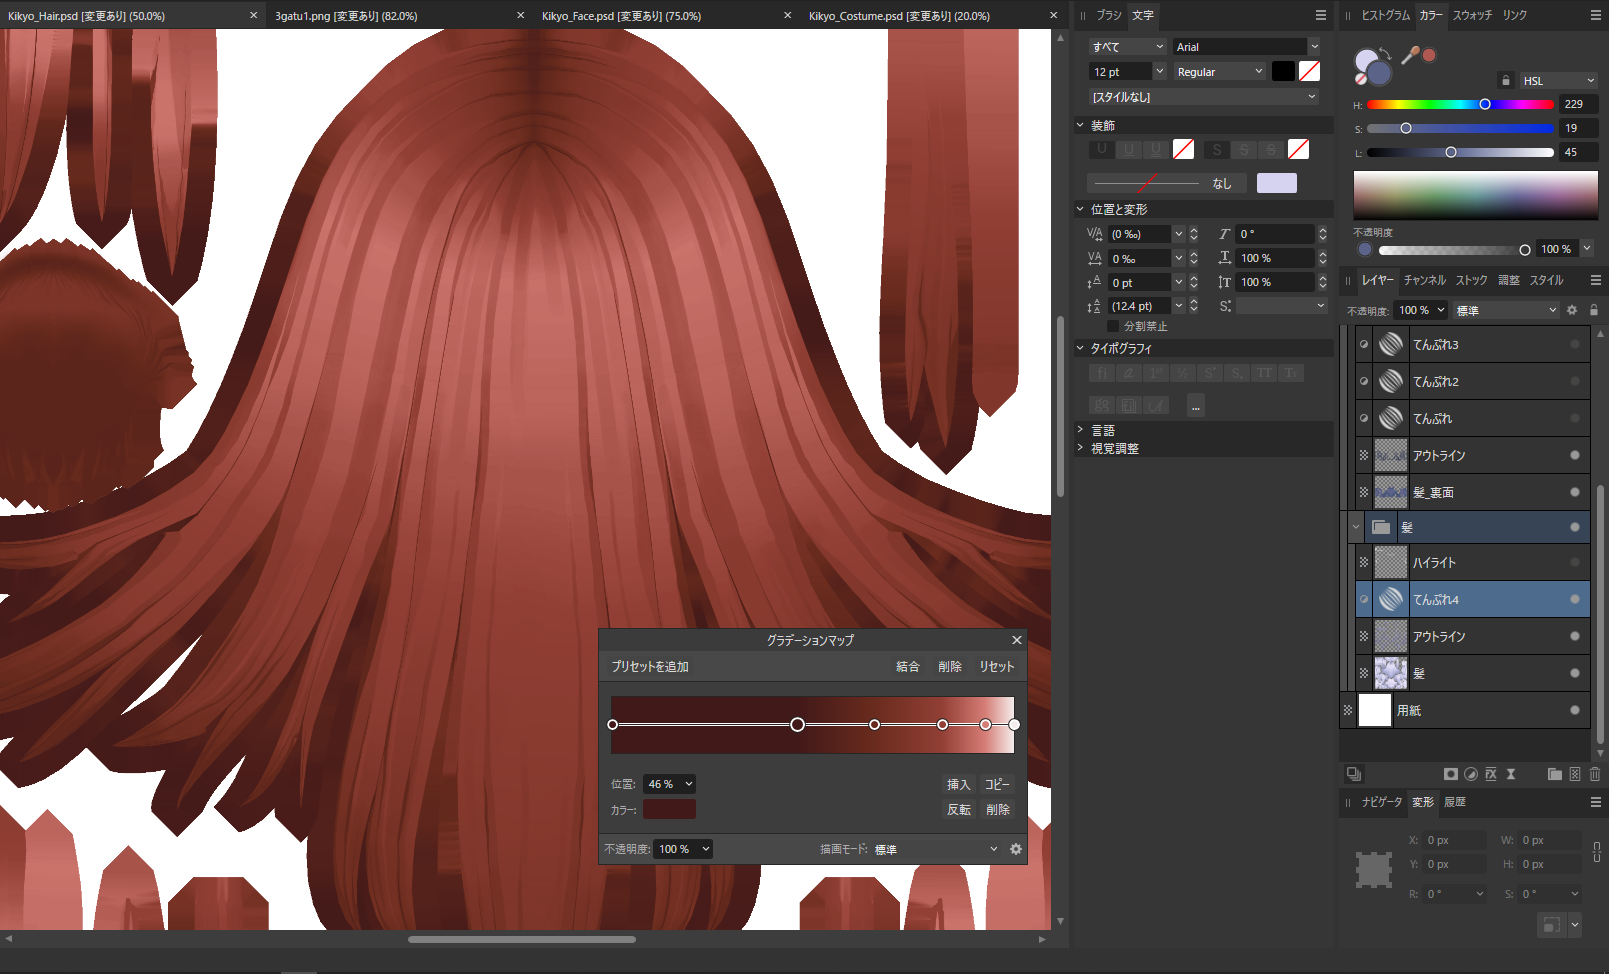 Kikyo_Hair.psd [変更あり] (50.0%)
3gatu1.png [変更あり] (82.0%)
Kikyo_Face.psd [変更あり] (75.0%)
Kikyo_Costume.psd [変更あり] (20.0%)
ブラシ 文字
すべて Arial
12 pt Regular
[スタイルなし]
装飾
U U U S S S
なし
位置と変形
(0 ‰) 0 °
0 ‰ 100 %
0 pt 100 %
(12.4 pt)
分割禁止
タイポグラフィ
...
言語
視覚調整
ヒストグラム カラー スウォッチ リンク
HSL
H: 229
S: 19
L: 45
不透明度
100 %
レイヤー チャンネル ストック 調整 スタイル
不透明度: 100 % 標準
てんぷれ3
てんぷれ2
てんぷれ
アウトライン
髪_裏面
髪
ハイライト
てんぷれ4
アウトライン
髪
用紙
ナビゲータ 変形 履歴
X: 0 px W: 0 px
Y: 0 px H: 0 px
R: 0 ° S: 0 °
グラデーションマップ
プリセットを追加 結合 削除 リセット
位置: 46 % 挿入 コピー
カラー: 反転 削除
不透明度: 100 % 描画モード: 標準